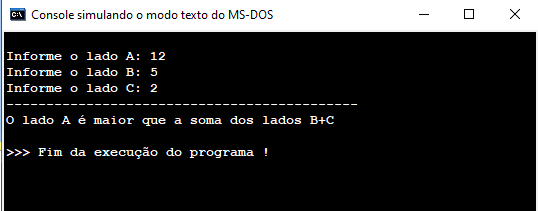 Console simulando o modo texto do MS-DOS
Informe o lado A: 12
Informe o lado B: 5
Informe o lado C: 2
--------------------------------------------
O lado A é maior que a soma dos lados B+C
>>> Fim da execução do programa !